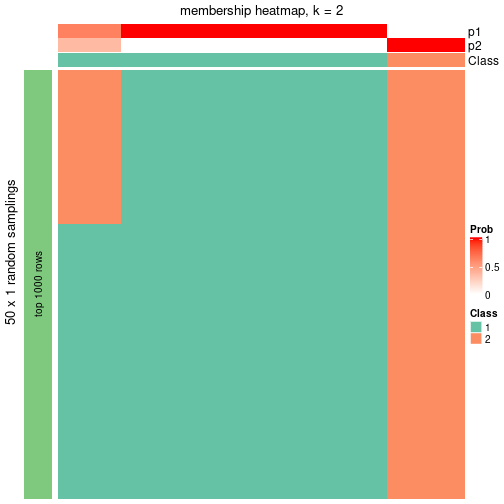 membership heatmap, k = 2
p1
p2
Class
50 x 1 random samplings
top 1000 rows
Prob
1
0.5
0
Class
1
2